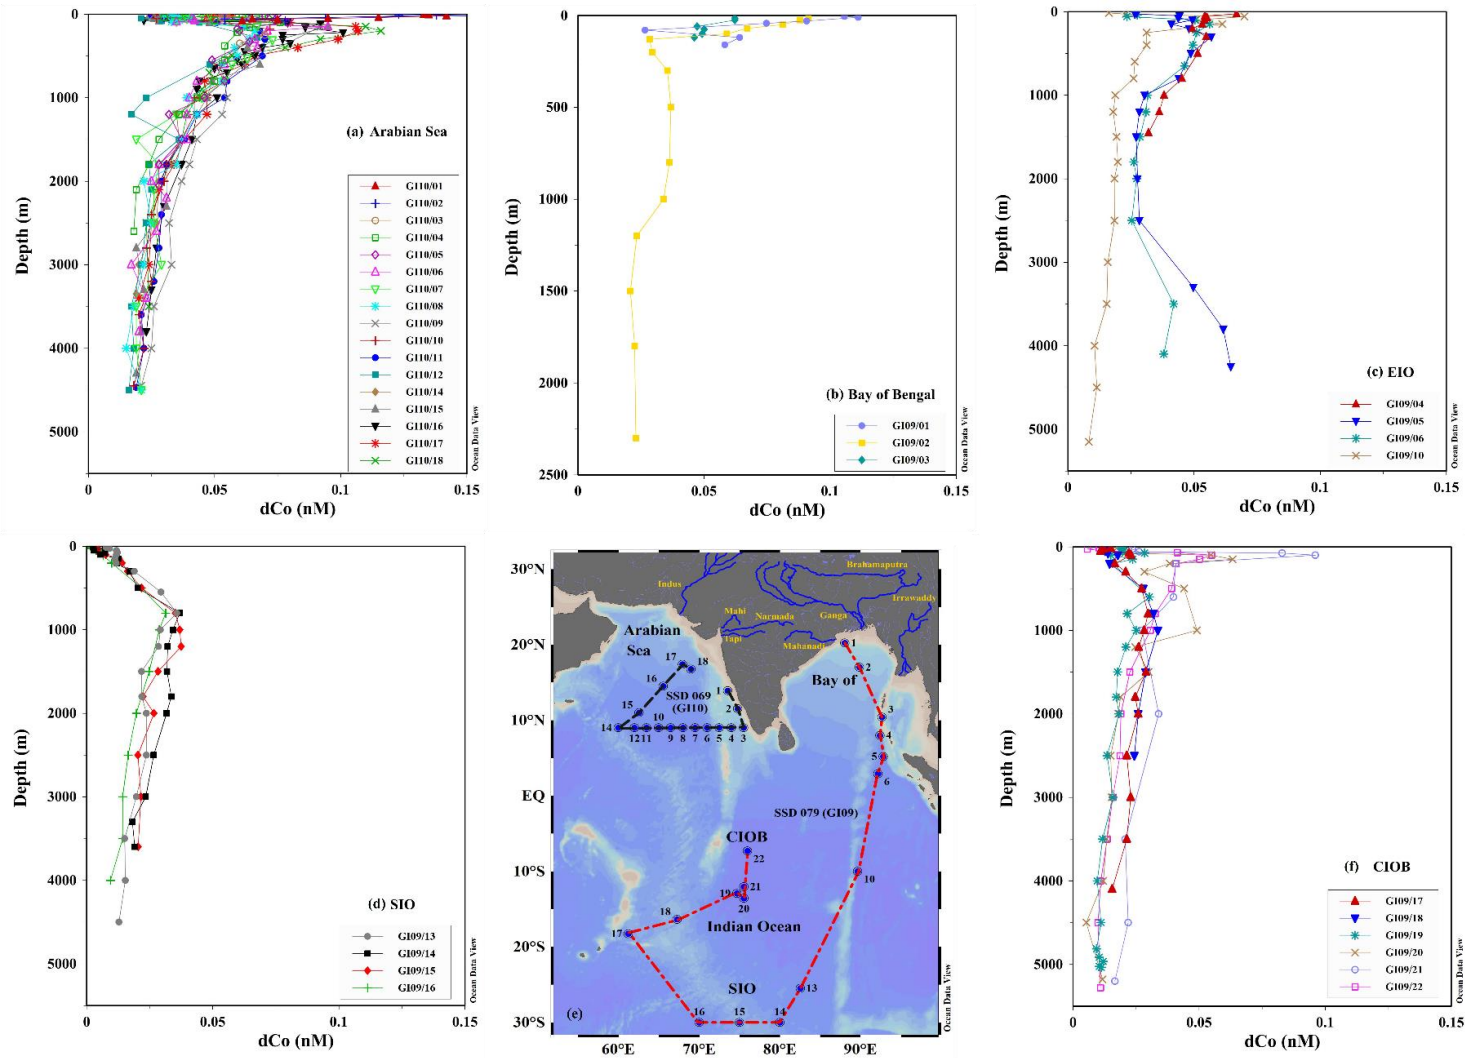 0
1000
2000
3000
4000
5000
Depth (m)
(a) Arabian Sea
GI10/01
GI10/02
GI10/03
GI10/04
GI10/05
GI10/06
GI10/07
GI10/08
GI10/09
GI10/10
GI10/11
GI10/12
GI10/14
GI10/15
GI10/16
GI10/17
GI10/18
Ocean Data View
0 0.05 0.1 0.15
dCo (nM)
0
500
1000
1500
2000
2500
Depth (m)
(b) Bay of Bengal
GI09/01
GI09/02
GI09/03
Ocean Data View
0 0.05 0.1 0.15
dCo (nM)
0
1000
2000
3000
4000
5000
Depth (m)
(c) EIO
GI09/04
GI09/05
GI09/06
GI09/10
Ocean Data View
0 0.05 0.1 0.15
dCo (nM)
0
1000
2000
3000
4000
5000
Depth (m)
(d) SIO
GI09/13
GI09/14
GI09/15
GI09/16
Ocean Data View
0 0.05 0.1 0.15
dCo (nM)
30°N
20°N
10°N
EQ
10°S
20°S
30°S
Indus
Brahamaputra
Irrawaddy
Mahi
Narmada
Ganga
Tapi
Mahanadi
Arabian
Sea
Bay of
17
18
16
SSD 069
(GI10)
15
14 12 11 10 9 8 7 6 5 4 3
1
2
1
2
3
4
5
6
SSD 079 (GI09)
CIOB
22
21
19
20
10
18
Indian Ocean
17
SIO
13
16 15 14
(e)
60°E 70°E 80°E 90°E
Ocean Data View
0
1000
2000
3000
4000
5000
Depth (m)
(f) CIOB
GI09/17
GI09/18
GI09/19
GI09/20
GI09/21
GI09/22
Ocean Data View
0 0.05 0.1 0.15
dCo (nM)